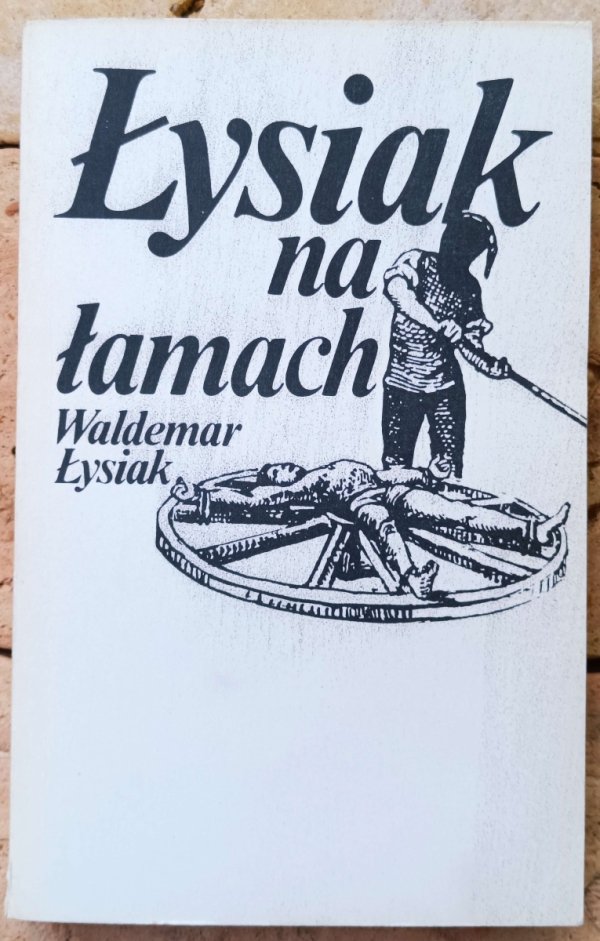 Łysiak
na
łamach
Waldemar
Łysiak